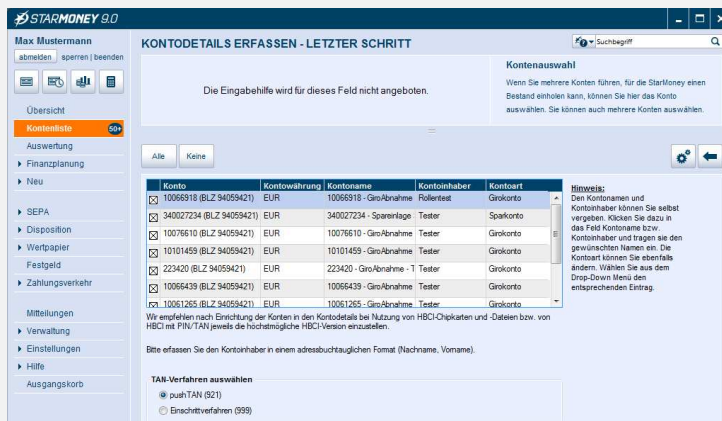 STARMONEY 9.0
Max Mustermann
abmelden sperren | beenden
Übersicht
Kontenliste 50+
Auswertung
Finanzplanung
Neu
SEPA
Disposition
Wertpapier
Festgeld
Zahlungsverkehr
Mitteilungen
Verwaltung
Einstellungen
Hilfe
Ausgangskorb
KONTODETAILS ERFASSEN - LETZTER SCHRITT
Suchbegriff
Die Eingabehilfe wird für dieses Feld nicht angeboten.
Kontenauswahl
Wenn Sie mehrere Konten führen, für die StarMoney einen
Bestand einholen kann, können Sie hier das Konto
auswählen. Sie können auch mehrere Konten auswählen.
Alle Keine
Konto Kontowährung Kontoname Kontoinhaber Kontoart
10066918 (BLZ 94059421) EUR 10066918 - GiroAbnahme Rollentest Girokonto
340027234 (BLZ 94059421) EUR 340027234 - Spareinlage Tester Sparkonto
10076610 (BLZ 94059421) EUR 10076610 - GiroAbnahme Tester Girokonto
10101459 (BLZ 94059421) EUR 10101459 - GiroAbnahme Tester Girokonto
223420 (BLZ 94059421) EUR 223420 - GiroAbnahme - T Tester Girokonto
10066439 (BLZ 94059421) EUR 10066439 - GiroAbnahme Tester Girokonto
10061265 (BLZ 94059421) EUR 10061265 - GiroAbnahme Tester Girokonto
Hinweis:
Den Kontonamen und
Kontoinhaber können Sie selbst
vergeben. Klicken Sie dazu in
das Feld Kontoname bzw.
Kontoinhaber und tragen sie den
gewünschten Namen ein. Die
Kontoart können Sie ebenfalls
ändern. Wählen Sie aus dem
Drop-Down Menü den
entsprechenden Eintrag.
Wir empfehlen nach Einrichtung der Konten in den Kontodetails bei Nutzung von HBCI-Chipkarten und -Dateien bzw. von
HBCI mit PIN/TAN jeweils die höchstmögliche HBCI-Version einzustellen.
Bitte erfassen Sie den Kontoinhaber in einem adressbuchtauglichen Format (Nachname, Vorname).
TAN-Verfahren auswählen
pushTAN (921)
Einschrittverfahren (999)